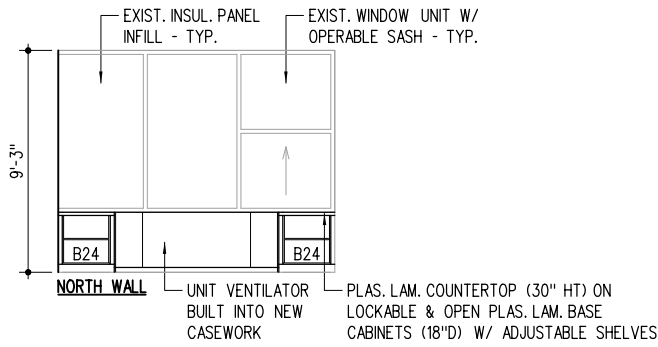 EXIST. INSUL. PANEL
INFILL - TYP.
EXIST. WINDOW UNIT W/
OPERABLE SASH - TYP.
9'-3"
B24
B24
NORTH WALL
UNIT VENTILATOR
BUILT INTO NEW
CASEWORK
PLAS. LAM. COUNTERTOP (30" HT) ON
LOCKABLE & OPEN PLAS. LAM. BASE
CABINETS (18"D) W/ ADJUSTABLE SHELVES